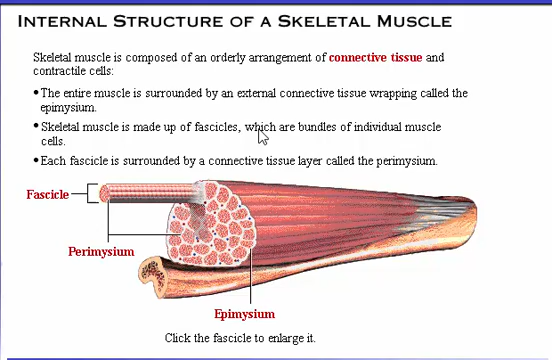 INTERNAL STRUCTURE OF A SKELETAL MUSCLE
Skeletal muscle is composed of an orderly arrangement of connective tissue and
contractile cells:
• The entire muscle is surrounded by an external connective tissue wrapping called the
epimysium.
• Skeletal muscle is made up of fascicles, which are bundles of individual muscle
cells.
• Each fascicle is surrounded by a connective tissue layer called the perimysium.
Fascicle
Perimysium
Epimysium
Click the fascicle to enlarge it.